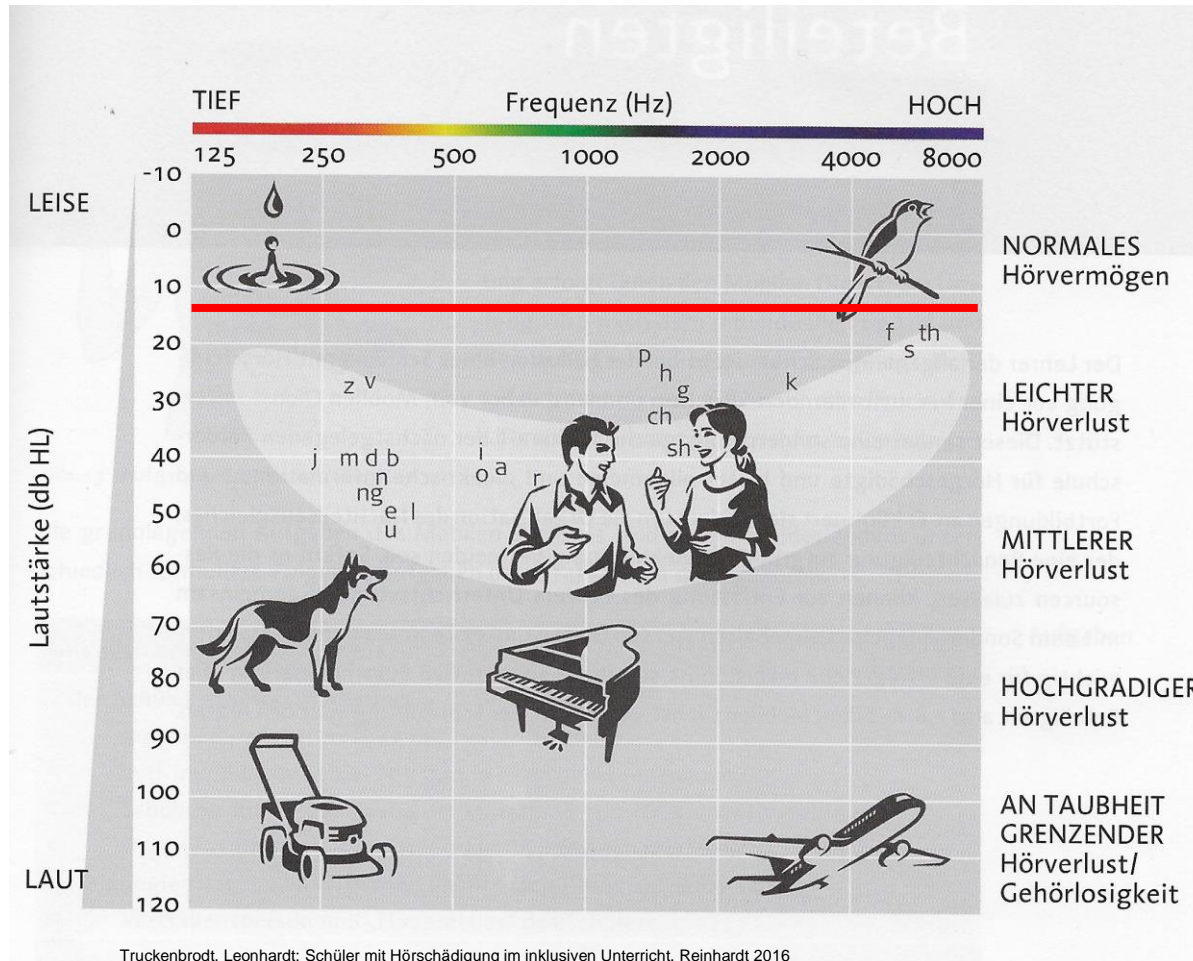 Beteiligten
TIEF Frequenz (Hz) HOCH
125 250 500 1000 2000 4000 8000
LEISE
LAUT
Lautstärke (db HL)
-10
0
10
20
30
40
50
60
70
80
90
100
110
120
f th
s
p
h
z v k
g
ch
sh
j m d b i
o a
n r
ng
e l
u
NORMALES
Hörvermögen
LEICHTER
Hörverlust
MITTLERER
Hörverlust
HOCHGRADIGER
Hörverlust
AN TAUBHEIT
GRENZENDER
Hörverlust/
Gehörlosigkeit
Truckenbrodt, Leonhardt: Schüler mit Hörschädigung im inklusiven Unterricht. Reinhardt 2016